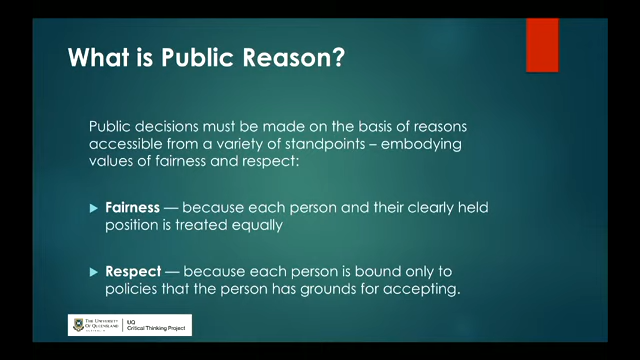 What is Public Reason?
Public decisions must be made on the basis of reasons
accessible from a variety of standpoints – embodying
values of fairness and respect:
Fairness — because each person and their clearly held
position is treated equally
Respect — because each person is bound only to
policies that the person has grounds for accepting.
THE UNIVERSITY
OF QUEENSLAND
AUSTRALIA
UQ
Critical Thinking Project